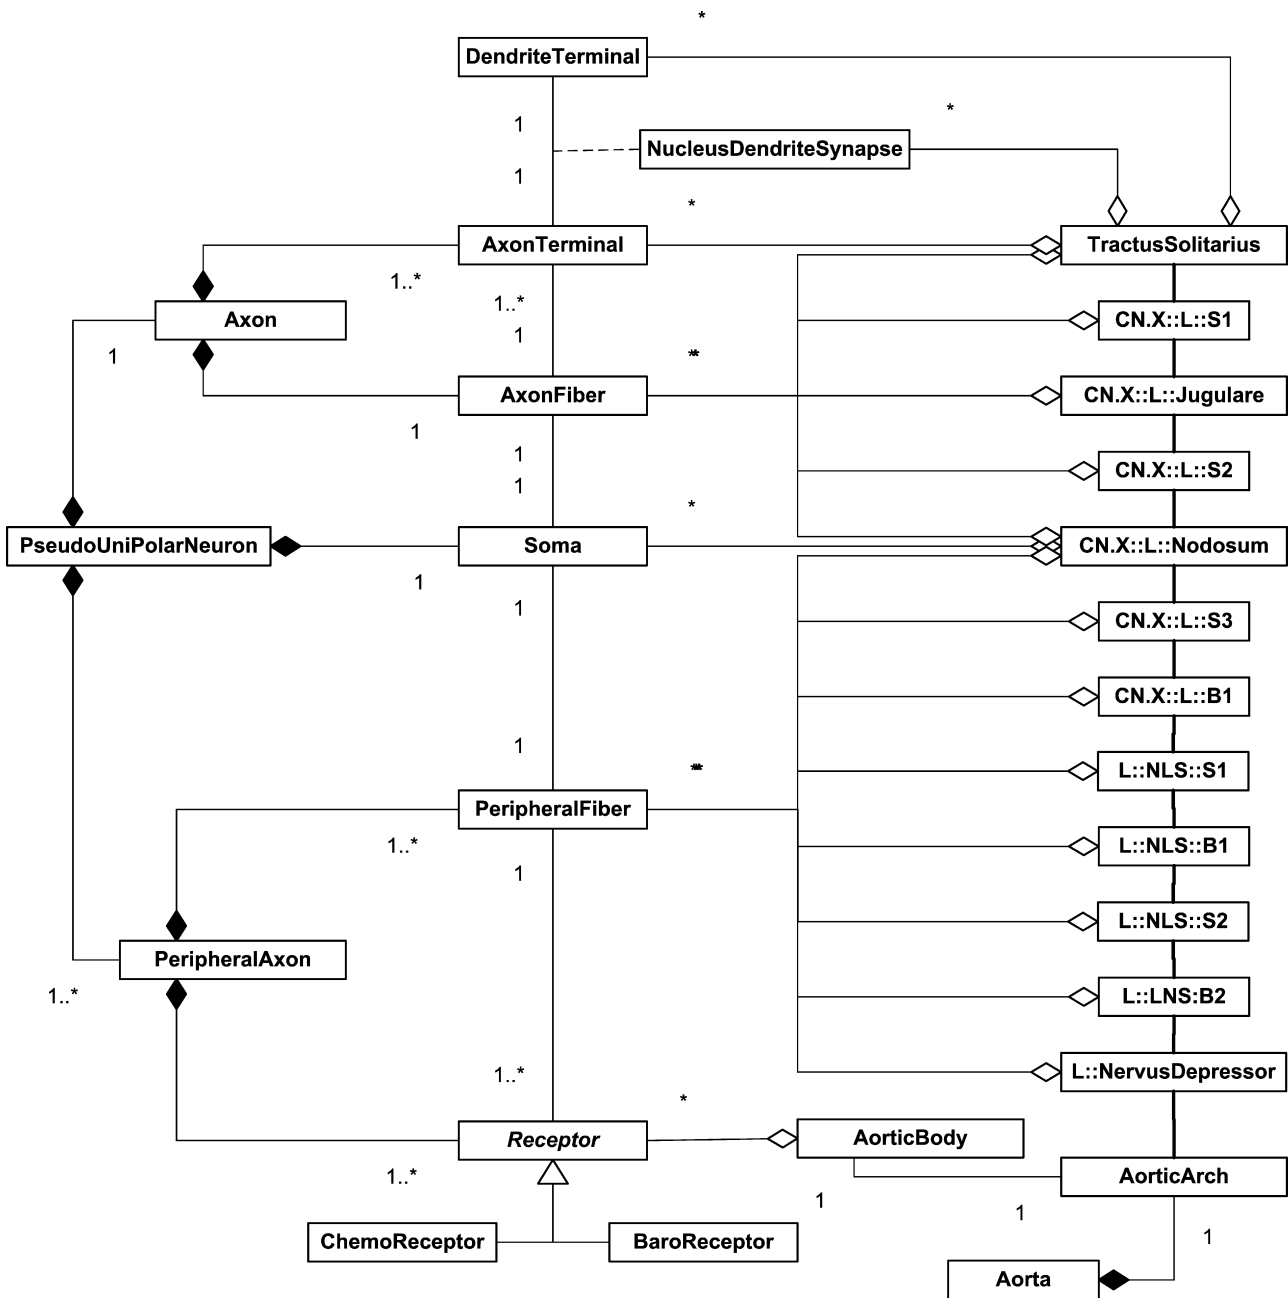 *
DendriteTerminal
1
*
NucleusDendriteSynapse
1
*
AxonTerminal
TractusSolitarius
1..*
1..*
CN.X::L::S1
Axon
1
1
**
AxonFiber
CN.X::L::Jugulare
1
1
CN.X::L::S2
1
*
PseudoUniPolarNeuron
Soma
CN.X::L::Nodosum
1
1
CN.X::L::S3
CN.X::L::B1
1
***
L::NLS::S1
PeripheralFiber
1..*
L::NLS::B1
1
L::NLS::S2
PeripheralAxon
1..*
L::LNS:B2
1..*
L::NervusDepressor
*
Receptor
AorticBody
1..*
AorticArch
1
1
1
ChemoReceptor
BaroReceptor
Aorta